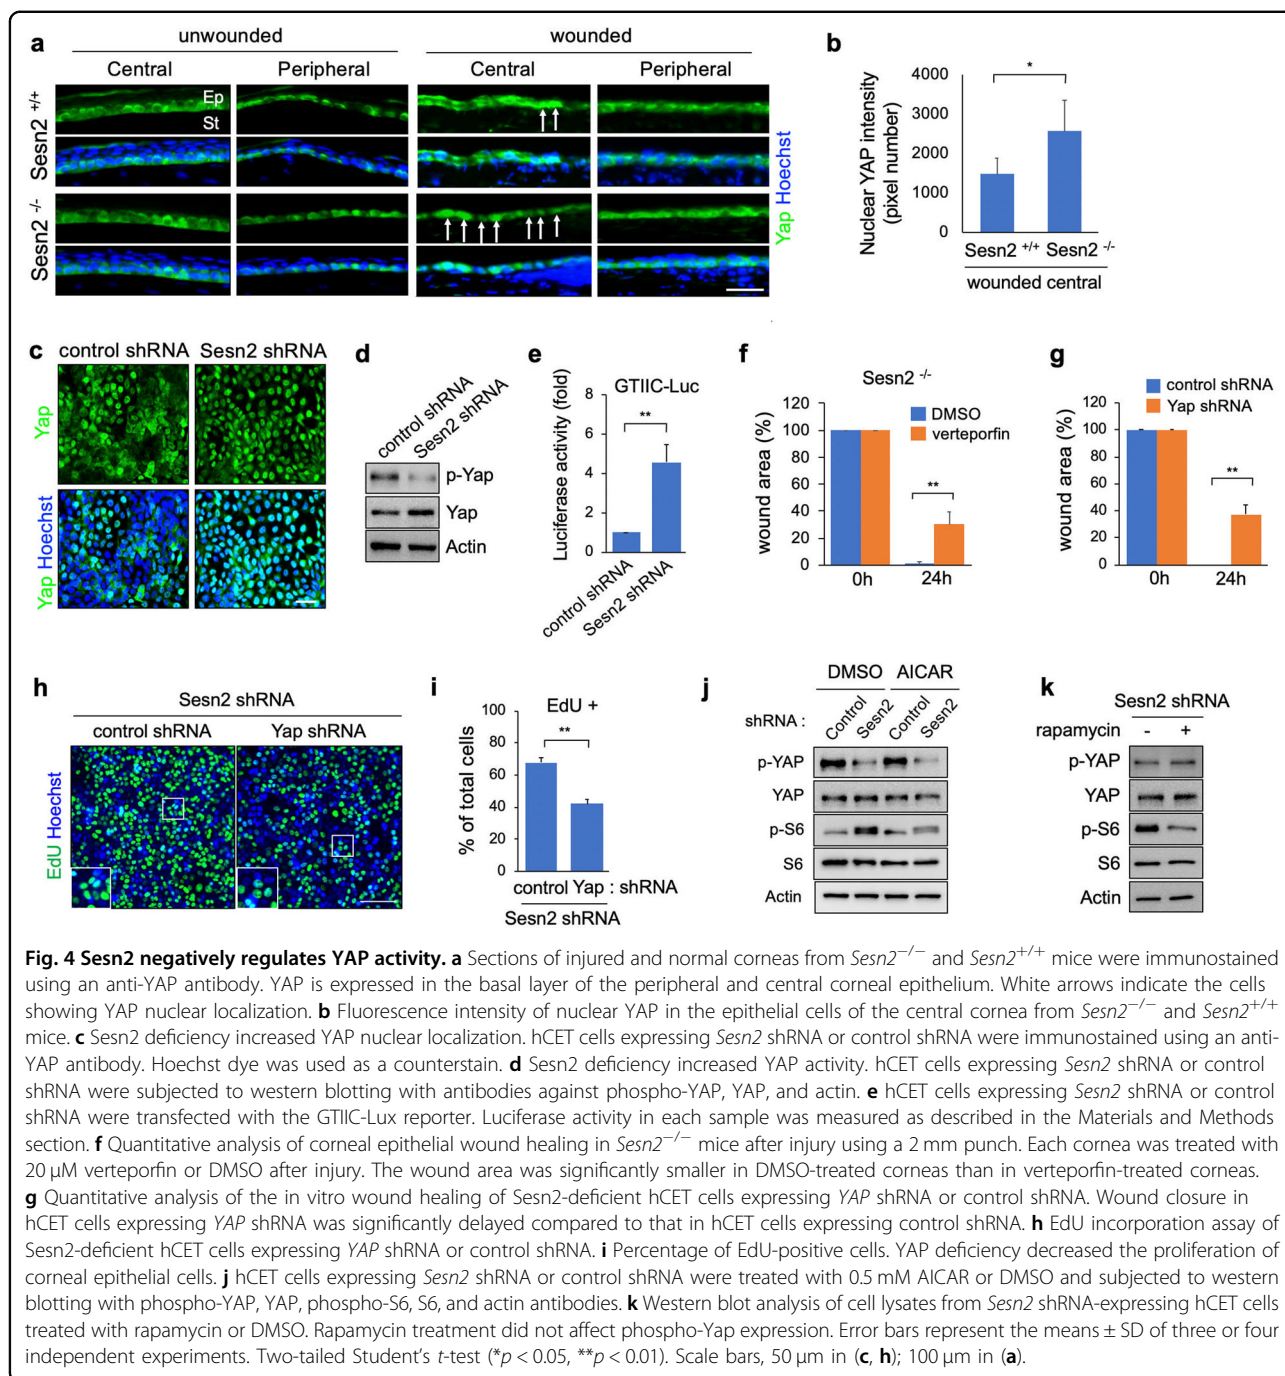 a
unwounded
wounded
Central
Peripheral
Central
Peripheral
Sesn2 +/+
Ep
St
Sesn2 -/-
Yap Hoechst
b
Nuclear YAP intensity
(pixel number)
4000
3000
2000
1000
0
*
Sesn2 +/+ Sesn2 -/-
wounded central
c
control shRNA
Sesn2 shRNA
Yap
Yap Hoechst
d
control shRNA
Sesn2 shRNA
p-Yap
Yap
Actin
e
GTIIC-Luc
Luciferase activity (fold)
8
6
4
2
0
**
control shRNA
Sesn2 shRNA
f
Sesn2 -/-
DMSO
verteporfin
wound area (%)
120
100
80
60
40
20
0
**
0h
24h
g
control shRNA
Yap shRNA
wound area (%)
120
100
80
60
40
20
0
**
0h
24h
h
Sesn2 shRNA
control shRNA
Yap shRNA
EdU Hoechst
i
EdU +
% of total cells
100
80
60
40
20
0
**
control Yap : shRNA
Sesn2 shRNA
j
DMSO
AICAR
shRNA :
Control
Sesn2
Control
Sesn2
p-YAP
YAP
p-S6
S6
Actin
k
Sesn2 shRNA
rapamycin - +
p-YAP
YAP
p-S6
S6
Actin
Fig. 4 Sesn2 negatively regulates YAP activity. a Sections of injured and normal corneas from Sesn2−/− and Sesn2+/+ mice were immunostained
using an anti-YAP antibody. YAP is expressed in the basal layer of the peripheral and central corneal epithelium. White arrows indicate the cells
showing YAP nuclear localization. b Fluorescence intensity of nuclear YAP in the epithelial cells of the central cornea from Sesn2−/− and Sesn2+/+
mice. c Sesn2 deficiency increased YAP nuclear localization. hCET cells expressing Sesn2 shRNA or control shRNA were immunostained using an anti-
YAP antibody. Hoechst dye was used as a counterstain. d Sesn2 deficiency increased YAP activity. hCET cells expressing Sesn2 shRNA or control
shRNA were subjected to western blotting with antibodies against phospho-YAP, YAP, and actin. e hCET cells expressing Sesn2 shRNA or control
shRNA were transfected with the GTIIC-Lux reporter. Luciferase activity in each sample was measured as described in the Materials and Methods
section. f Quantitative analysis of corneal epithelial wound healing in Sesn2−/− mice after injury using a 2 mm punch. Each cornea was treated with
20 μM verteporfin or DMSO after injury. The wound area was significantly smaller in DMSO-treated corneas than in verteporfin-treated corneas.
g Quantitative analysis of the in vitro wound healing of Sesn2-deficient hCET cells expressing YAP shRNA or control shRNA. Wound closure in
hCET cells expressing YAP shRNA was significantly delayed compared to that in hCET cells expressing control shRNA. h EdU incorporation assay of
Sesn2-deficient hCET cells expressing YAP shRNA or control shRNA. i Percentage of EdU-positive cells. YAP deficiency decreased the proliferation of
corneal epithelial cells. j hCET cells expressing Sesn2 shRNA or control shRNA were treated with 0.5 mM AICAR or DMSO and subjected to western
blotting with phospho-YAP, YAP, phospho-S6, S6, and actin antibodies. k Western blot analysis of cell lysates from Sesn2 shRNA-expressing hCET cells
treated with rapamycin or DMSO. Rapamycin treatment did not affect phospho-Yap expression. Error bars represent the means ± SD of three or four
independent experiments. Two-tailed Student's t-test (*p < 0.05, **p < 0.01). Scale bars, 50 μm in (c, h); 100 μm in (a).